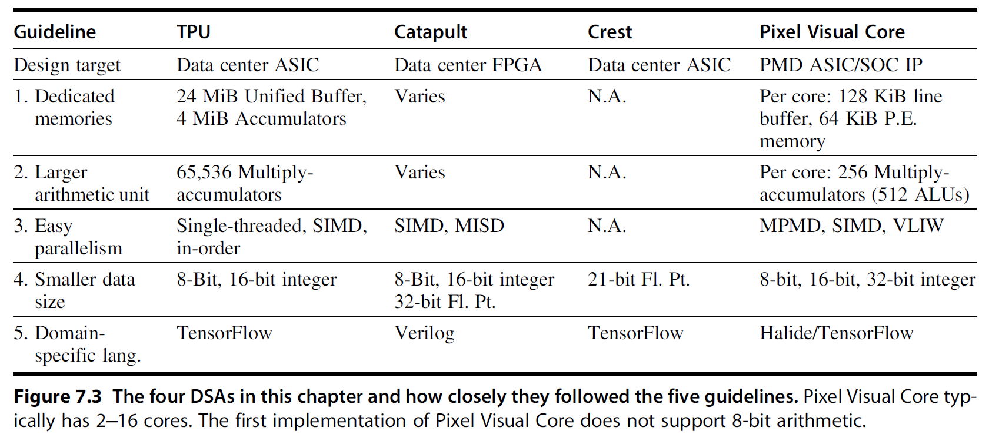 Guideline TPU Catapult Crest Pixel Visual Core
Design target Data center ASIC Data center FPGA Data center ASIC PMD ASIC/SOC IP
1. Dedicated 24 MiB Unified Buffer, Varies N.A. Per core: 128 KiB line
memories 4 MiB Accumulators buffer, 64 KiB P.E.
memory
2. Larger 65,536 Multiply- Varies N.A. Per core: 256 Multiply-
arithmetic unit accumulators accumulators (512 ALUs)
3. Easy Single-threaded, SIMD, SIMD, MISD N.A. MPMD, SIMD, VLIW
parallelism in-order
4. Smaller data 8-Bit, 16-bit integer 8-Bit, 16-bit integer 21-bit Fl. Pt. 8-bit, 16-bit, 32-bit integer
size 32-bit Fl. Pt.
5. Domain- TensorFlow Verilog TensorFlow Halide/TensorFlow
specific lang.
Figure 7.3 The four DSAs in this chapter and how closely they followed the five guidelines. Pixel Visual Core typ-
ically has 2–16 cores. The first implementation of Pixel Visual Core does not support 8-bit arithmetic.